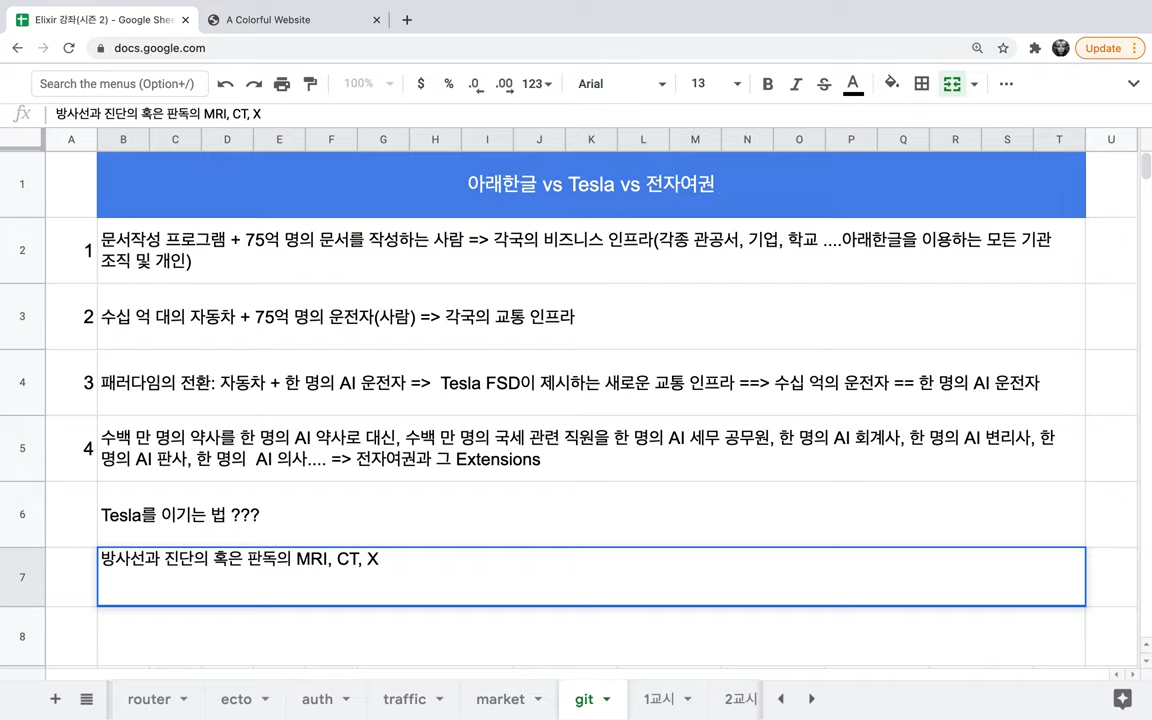 Elixir 강좌(시즌 2) - Google Shee
A Colorful Website
docs.google.com
Update
Search the menus (Option+/)
100%
$ % .0 .00 123
Arial
13
B I S A
fx 방사선과 진단의 혹은 판독의 MRI, CT, X
A B C D E F G H I J K L M N O P Q R S T U
1 아래한글 vs Tesla vs 전자여권
2 1 문서작성 프로그램 + 75억 명의 문서를 작성하는 사람 => 각국의 비즈니스 인프라(각종 관공서, 기업, 학교 ....아래한글을 이용하는 모든 기관
조직 및 개인)
3 2 수십 억 대의 자동차 + 75억 명의 운전자(사람) => 각국의 교통 인프라
4 3 패러다임의 전환: 자동차 + 한 명의 AI 운전자 => Tesla FSD이 제시하는 새로운 교통 인프라 ==> 수십 억의 운전자 == 한 명의 AI 운전자
5 4 수백 만 명의 약사를 한 명의 AI 약사로 대신, 수백 만 명의 국세 관련 직원을 한 명의 AI 세무 공무원, 한 명의 AI 회계사, 한 명의 AI 변리사, 한
명의 AI 판사, 한 명의 AI 의사.... => 전자여권과 그 Extensions
6 Tesla를 이기는 법 ???
7 방사선과 진단의 혹은 판독의 MRI, CT, X
8
router ecto auth traffic market git 1교시 2교시